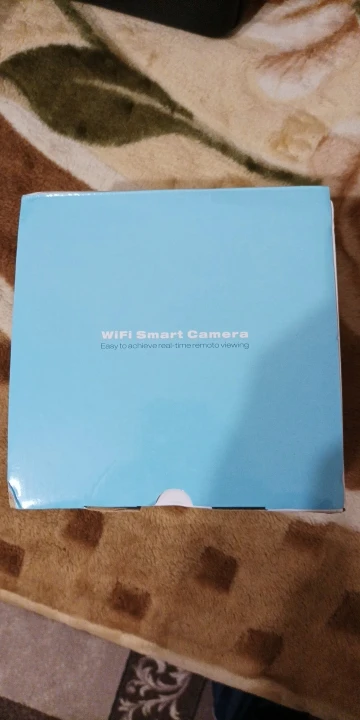 WiFi Smart Camera
Easy to achieve real-time remote viewing